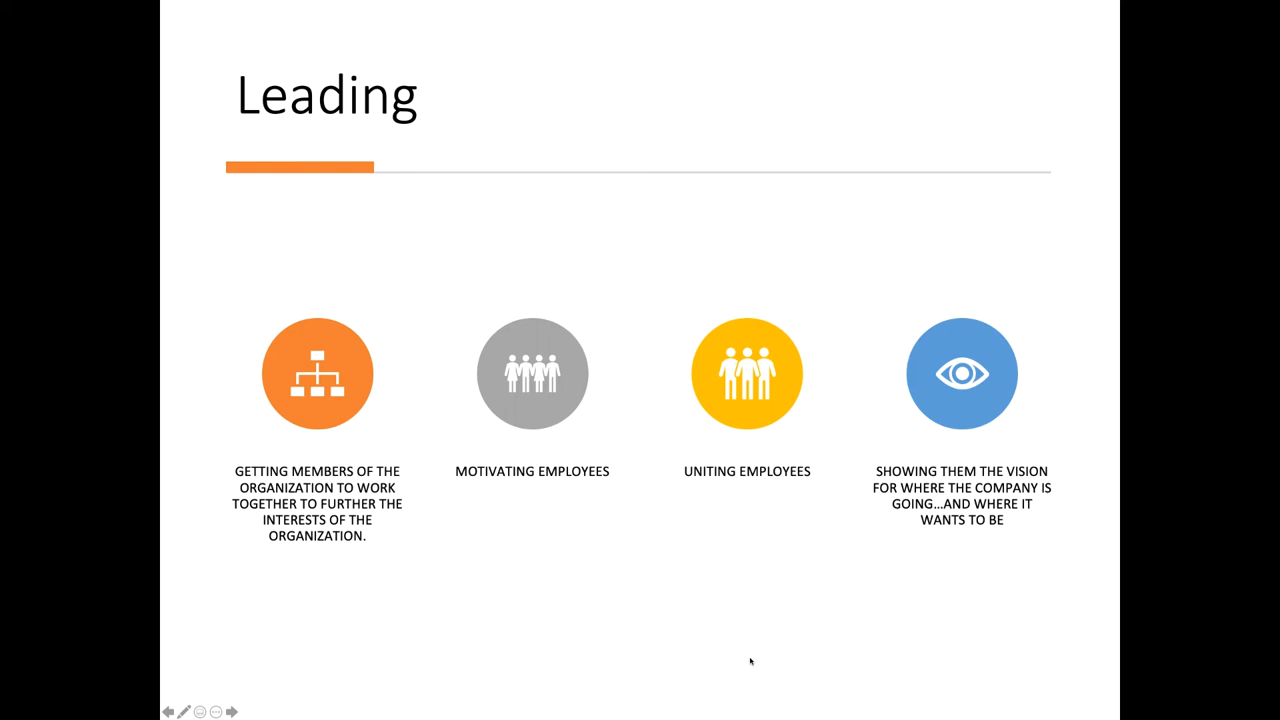 Leading
GETTING MEMBERS OF THE
ORGANIZATION TO WORK
TOGETHER TO FURTHER THE
INTERESTS OF THE
ORGANIZATION.
MOTIVATING EMPLOYEES
UNITING EMPLOYEES
SHOWING THEM THE VISION
FOR WHERE THE COMPANY IS
GOING...AND WHERE IT
WANTS TO BE